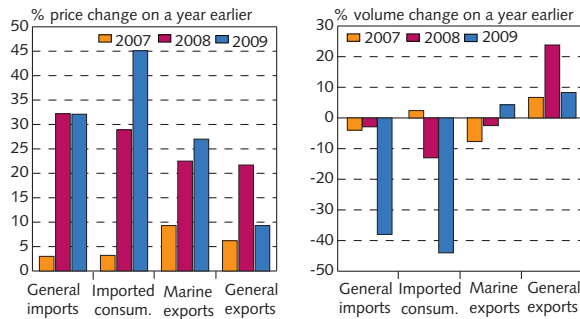 % price change on a year earlier
2007 2008 2009
50
45
40
35
30
25
20
15
10
5
0
General imports
Imported consum.
Marine exports
General exports
% volume change on a year earlier
2007 2008 2009
30
20
10
0
-10
-20
-30
-40
-50
General imports
Imported consum.
Marine exports
General exports